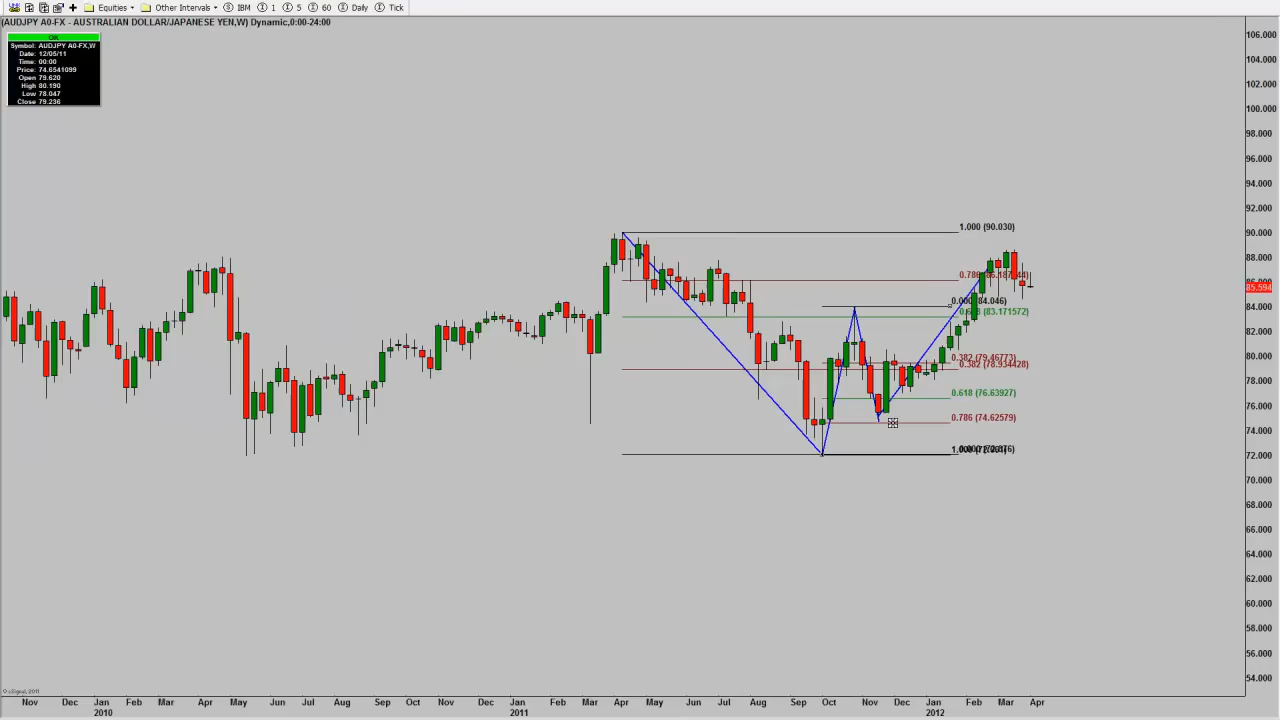 Equities Other Intervals IBM 1 5 60 Daily Tick
(AUDJPY A0-FX - AUSTRALIAN DOLLAR/JAPANESE YEN,W) Dynamic,0:00-24:00
OK
Symbol: AUDJPY A0-FX,W
Date: 12/05/11
Time: 00:00
Price: 74.6541099
Open 79.620
High 80.190
Low 78.047
Close 79.236
106.000
104.000
102.000
100.000
98.000
96.000
94.000
92.000
90.000
88.000
85.594
84.000
82.000
80.000
78.000
76.000
74.000
72.000
70.000
68.000
66.000
64.000
62.000
60.000
58.000
56.000
54.000
1.000 (90.030)
0.000 (84.046)
(83.171572)
0.382 (79.46773)
0.382 (78.934428)
0.618 (76.63927)
0.786 (74.62579)
© eSignal, 2011
Nov Dec Jan Feb Mar Apr May Jun Jul Aug Sep Oct Nov Dec Jan Feb Mar Apr May Jun Jul Aug Sep Oct Nov Dec Jan Feb Mar Apr
2010 2011 2012